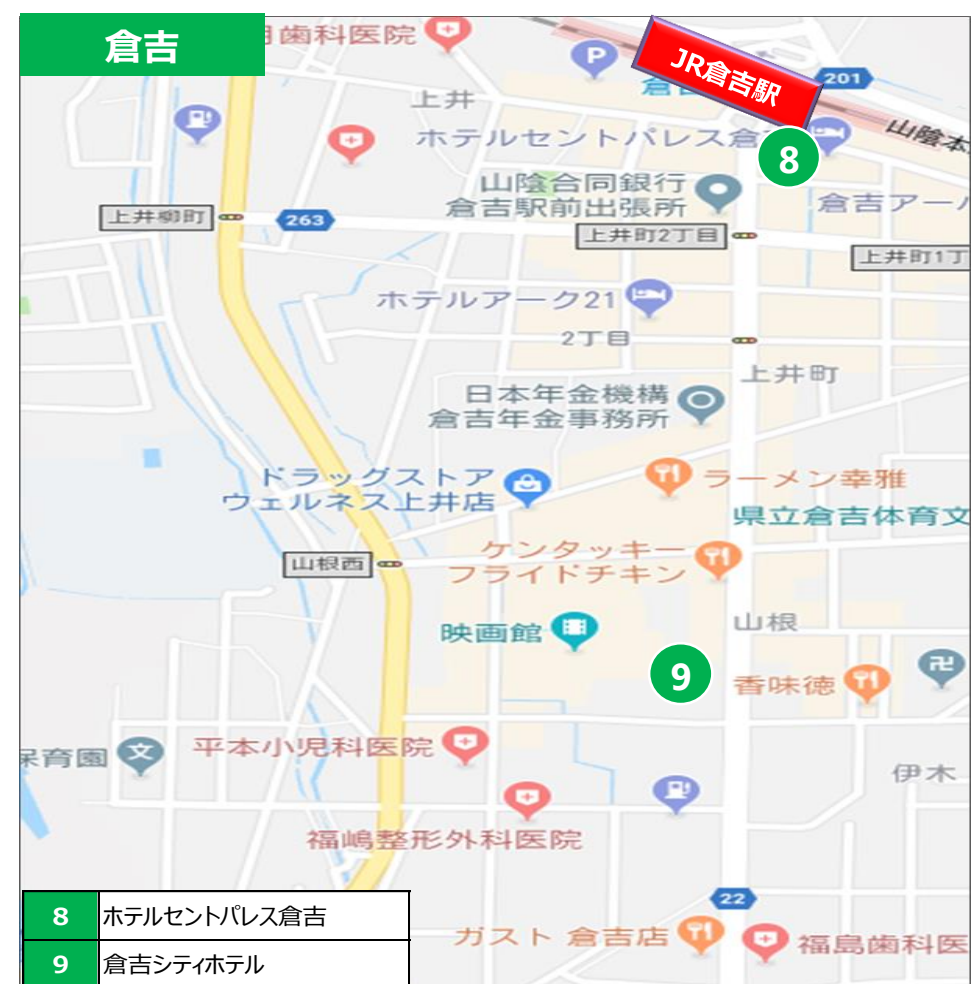 倉吉
歯科医院
P
JR倉吉駅
201
上井
ホテルセントパレス倉
8
山陰本
山陰合同銀行
倉吉駅前出張所
倉吉アー
上井柳町
263
上井町2丁目
上井町1丁
ホテルアーク21
2丁目
上井町
日本年金機構
倉吉年金事務所
ドラッグストア
ウェルネス上井店
ラーメン幸雅
県立倉吉体育文
山根西
ケンタッキー
フライドチキン
映画館
山根
9
香味徳
卍
保育園
文
平本小児科医院
伊木
福嶋整形外科医院
22
ガスト 倉吉店
福島歯科医
8 ホテルセントパレス倉吉
9 倉吉シティホテル